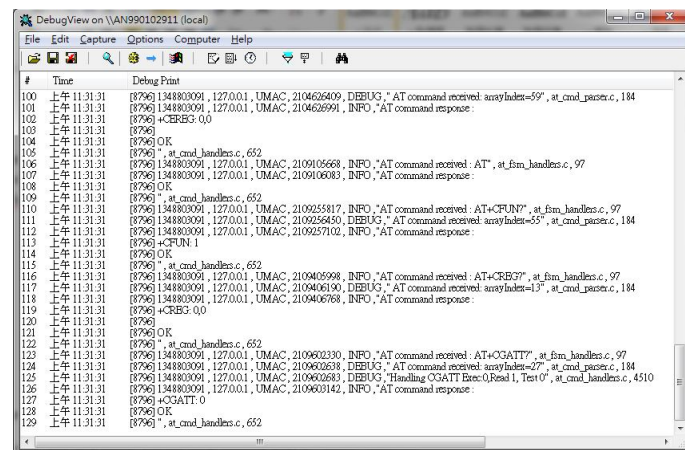 DebugView on \\AN990102911 (local)
File Edit Capture Options Computer Help
# Time Debug Print
100 上午 11:31:31 [8796] 1348803091 , 127.0.0.1 , UMAC , 2104626409 , DEBUG ," AT command received: arrayIndex=59" , at_cmd_parser.c , 184
101 上午 11:31:31 [8796] 1348803091 , 127.0.0.1 , UMAC , 2104626991 , INFO ,"AT command response :
102 上午 11:31:31 [8796] +CEREG: 0,0
103 上午 11:31:31 [8796]
104 上午 11:31:31 [8796] OK
105 上午 11:31:31 [8796] " , at_cmd_handlers.c , 652
106 上午 11:31:31 [8796] 1348803091 , 127.0.0.1 , UMAC , 2109105668 , INFO ,"AT command received : AT" , at_fsm_handlers.c , 97
107 上午 11:31:31 [8796] 1348803091 , 127.0.0.1 , UMAC , 2109106083 , INFO ,"AT command response :
108 上午 11:31:31 [8796] OK
109 上午 11:31:31 [8796] " , at_cmd_handlers.c , 652
110 上午 11:31:31 [8796] 1348803091 , 127.0.0.1 , UMAC , 2109255817 , INFO ,"AT command received : AT+CFUN?" , at_fsm_handlers.c , 97
111 上午 11:31:31 [8796] 1348803091 , 127.0.0.1 , UMAC , 2109256450 , DEBUG ," AT command received: arrayIndex=55" , at_cmd_parser.c , 184
112 上午 11:31:31 [8796] 1348803091 , 127.0.0.1 , UMAC , 2109257102 , INFO ,"AT command response :
113 上午 11:31:31 [8796] +CFUN: 1
114 上午 11:31:31 [8796] OK
115 上午 11:31:31 [8796] " , at_cmd_handlers.c , 652
116 上午 11:31:31 [8796] 1348803091 , 127.0.0.1 , UMAC , 2109405998 , INFO ,"AT command received : AT+CREG?" , at_fsm_handlers.c , 97
117 上午 11:31:31 [8796] 1348803091 , 127.0.0.1 , UMAC , 2109406190 , DEBUG ," AT command received: arrayIndex=13" , at_cmd_parser.c , 184
118 上午 11:31:31 [8796] 1348803091 , 127.0.0.1 , UMAC , 2109406768 , INFO ,"AT command response :
119 上午 11:31:31 [8796] +CREG: 0,0
120 上午 11:31:31 [8796]
121 上午 11:31:31 [8796] OK
122 上午 11:31:31 [8796] " , at_cmd_handlers.c , 652
123 上午 11:31:31 [8796] 1348803091 , 127.0.0.1 , UMAC , 2109602330 , INFO ,"AT command received : AT+CGATT?" , at_fsm_handlers.c , 97
124 上午 11:31:31 [8796] 1348803091 , 127.0.0.1 , UMAC , 2109602638 , DEBUG ," AT command received: arrayIndex=27" , at_cmd_parser.c , 184
125 上午 11:31:31 [8796] 1348803091 , 127.0.0.1 , UMAC , 2109602683 , DEBUG ,"Handling CGATT Exec:0,Read 1, Test 0" , at_cmd_handlers.c , 4510
126 上午 11:31:31 [8796] 1348803091 , 127.0.0.1 , UMAC , 2109603142 , INFO ,"AT command response :
127 上午 11:31:31 [8796] +CGATT: 0
128 上午 11:31:31 [8796] OK
129 上午 11:31:31 [8796] " , at_cmd_handlers.c , 652